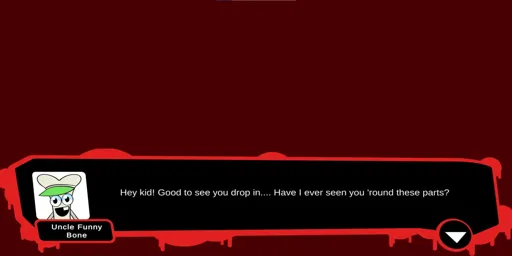 Hey kid! Good to see you drop in.... Have I ever seen you 'round these parts?
Uncle Funny
Bone